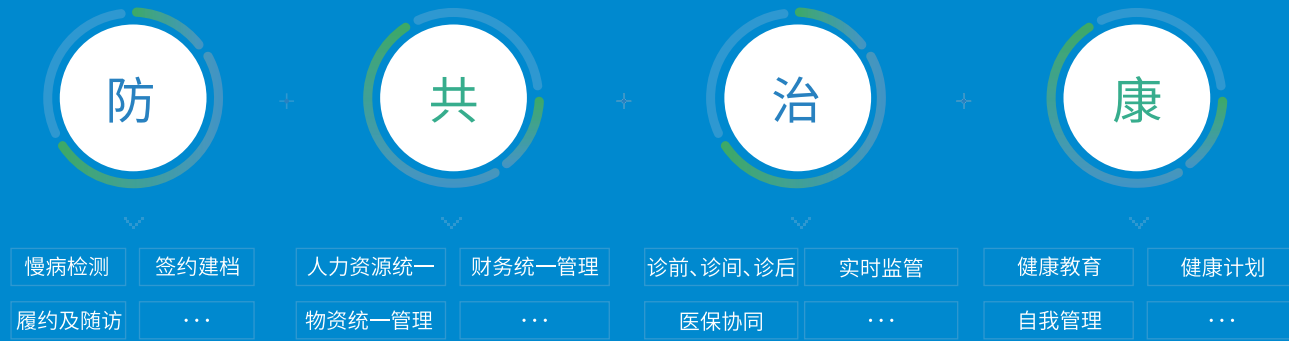 防 共 治 康
慢病检测 签约建档 人力资源统一 财务统一管理 诊前、诊间、诊后 实时监管 健康教育 健康计划
履约及随访 ··· 物资统一管理 ··· 医保协同 ··· 自我管理 ···